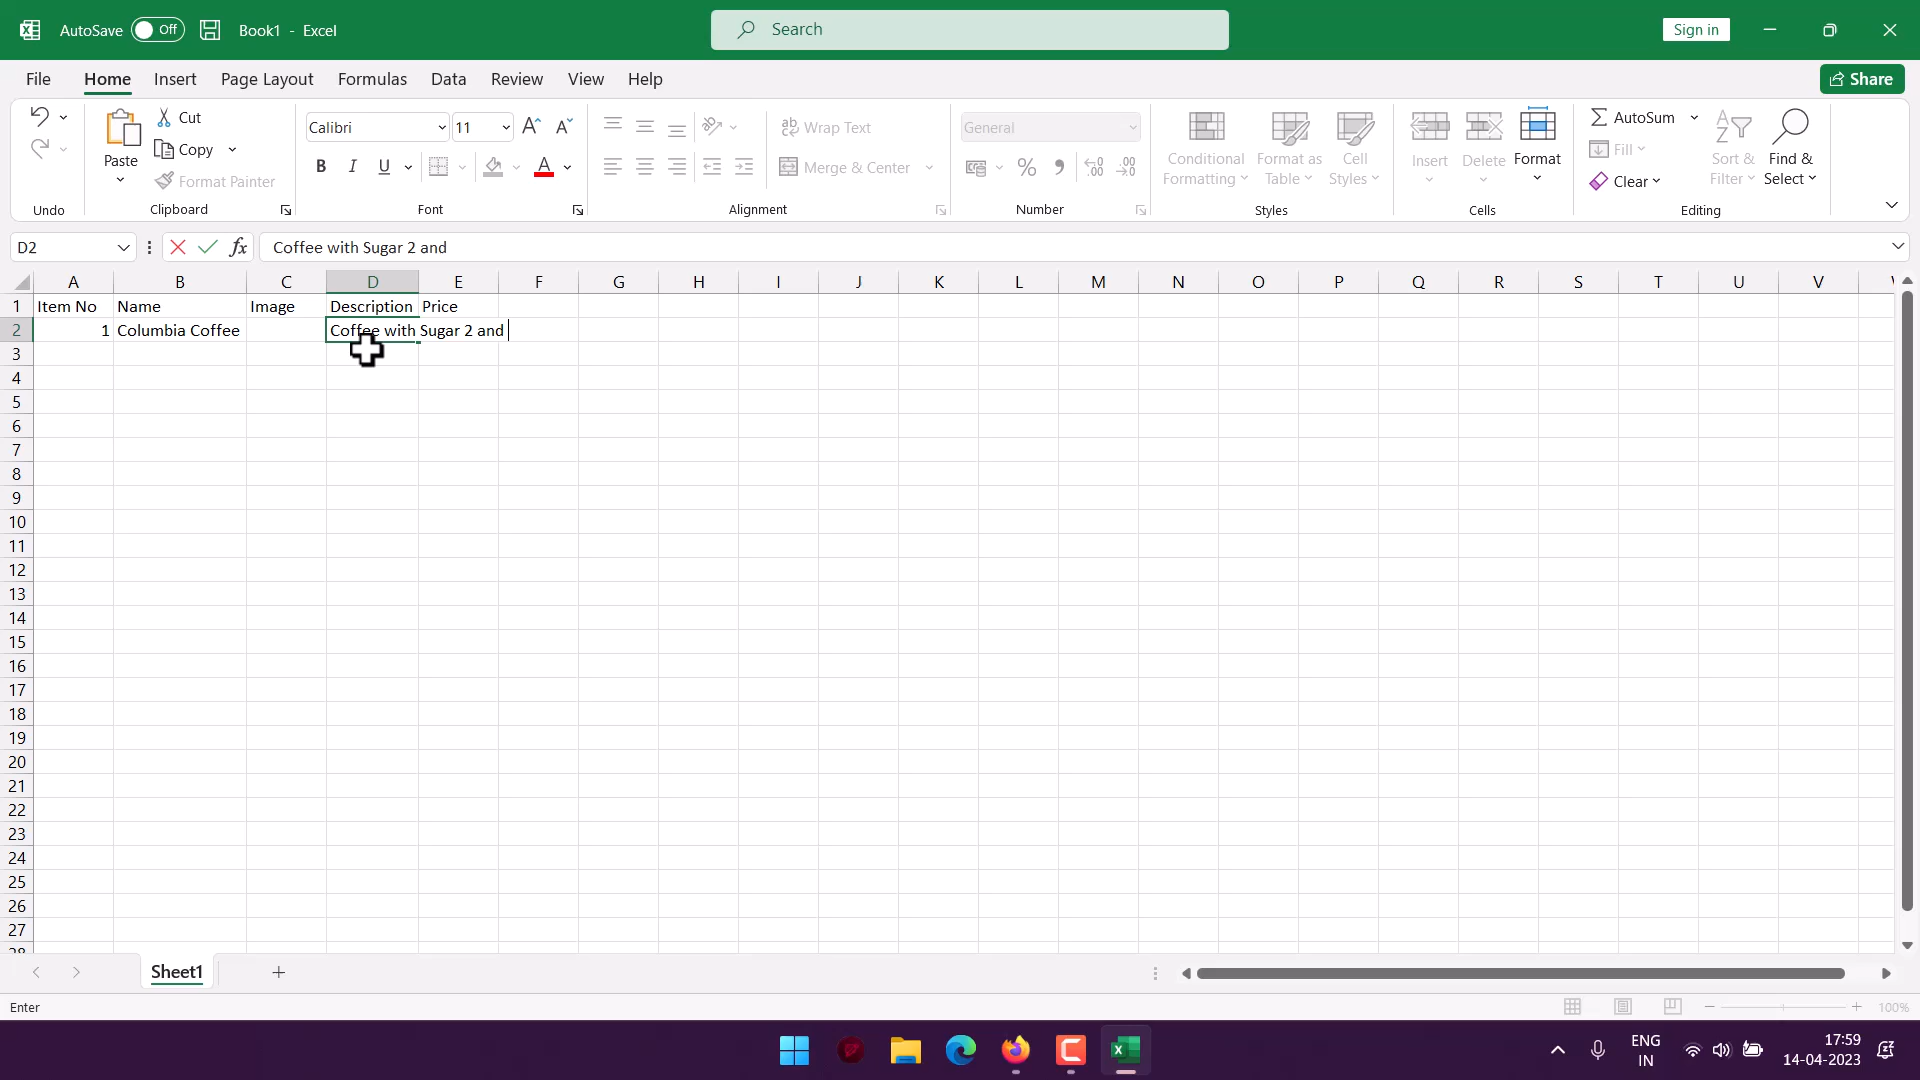 AutoSave Off Book1 - Excel Search Sign in
File Home Insert Page Layout Formulas Data Review View Help Share
Paste Cut Copy Format Painter
Calibri 11
B I U A
Wrap Text
Merge & Center
General
Conditional Formatting Format as Table Cell Styles
Insert Delete Format
AutoSum Fill Clear
Sort & Filter Find & Select
Undo Clipboard Font Alignment Number Styles Cells Editing
D2 fx Coffee with Sugar 2 and
A B C D E F G H I J K L M N O P Q R S T U V
1 Item No Name Image Description Price
2 1 Columbia Coffee Coffee with Sugar 2 and
3
4
5
6
7
8
9
10
11
12
13
14
15
16
17
18
19
20
21
22
23
24
25
26
27
28
Sheet1
Enter 100%
ENG 17:59
IN 14-04-2023